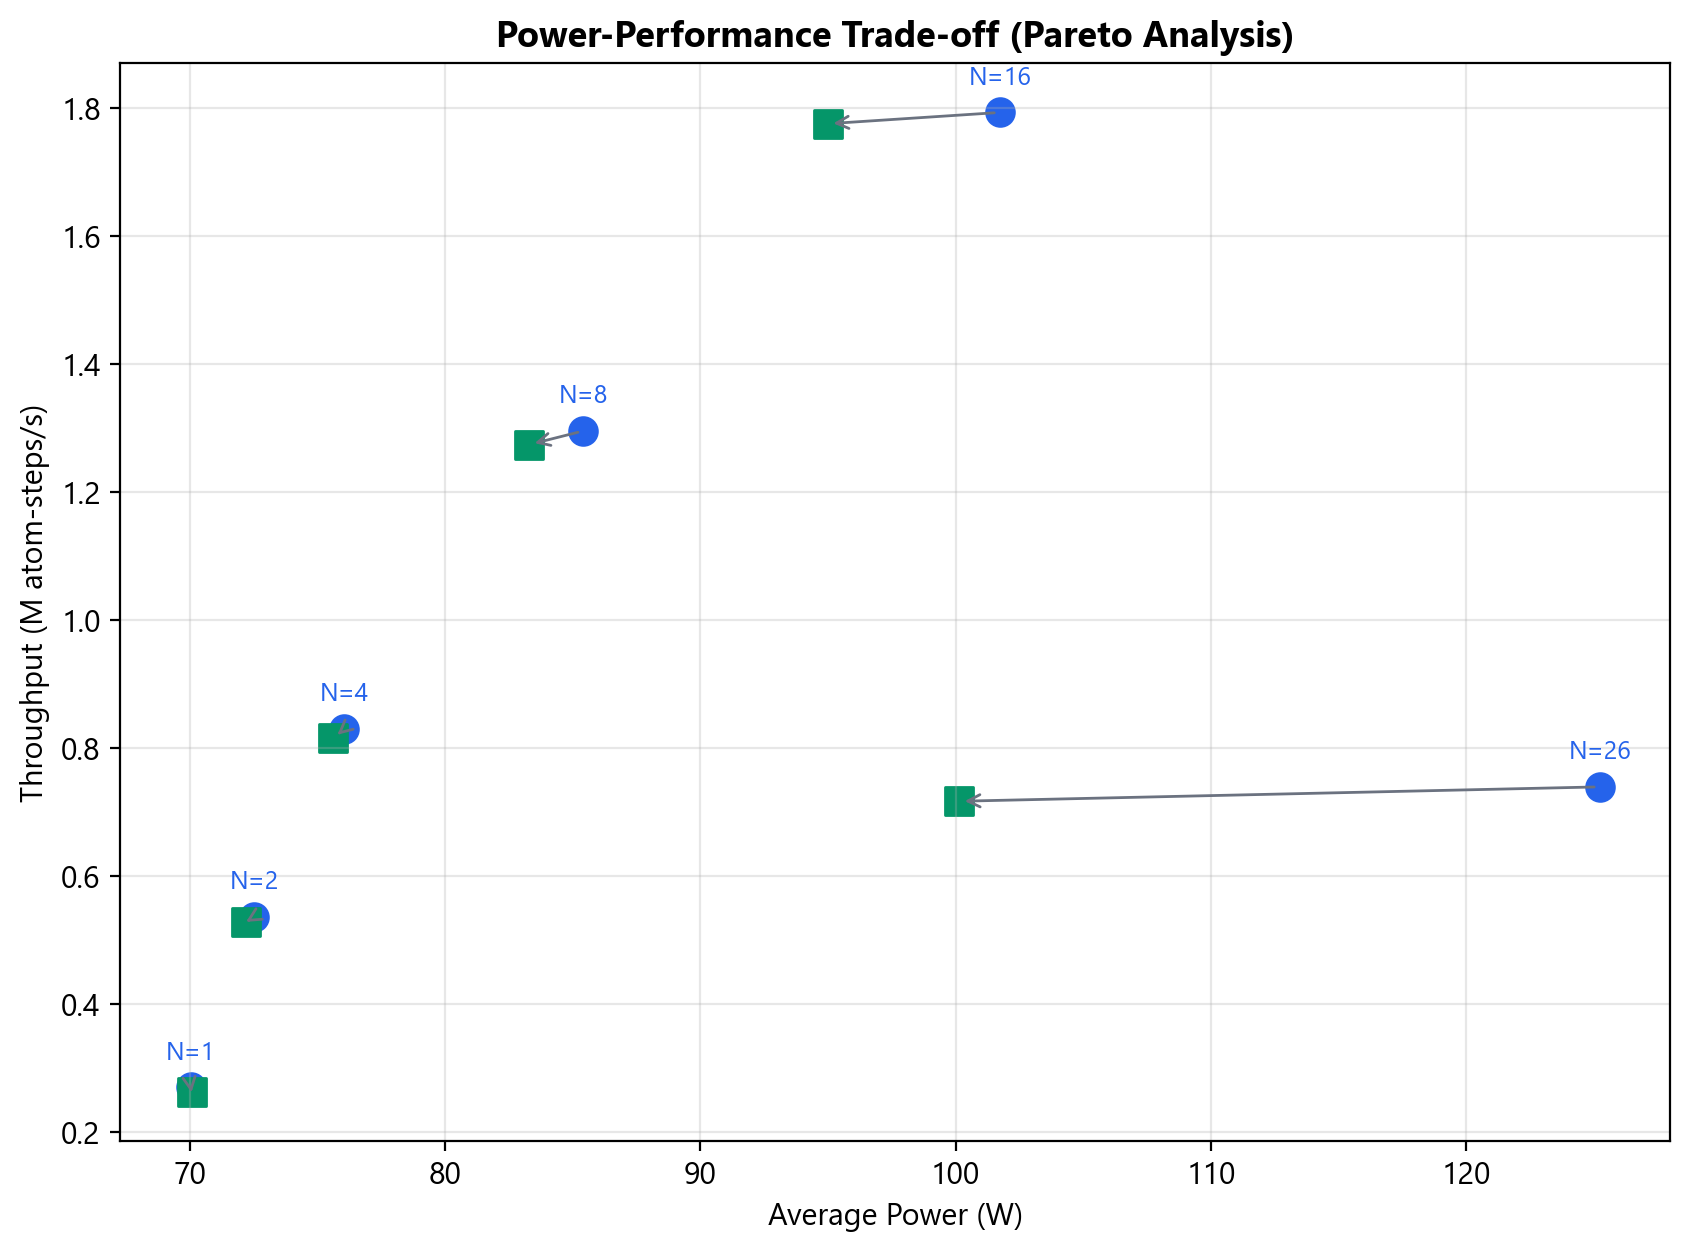 Power-Performance Trade-off (Pareto Analysis)
N=16
N=8
N=4
N=26
N=2
N=1
Throughput (M atom-steps/s)
1.8
1.6
1.4
1.2
1.0
0.8
0.6
0.4
0.2
70 80 90 100 110 120
Average Power (W)